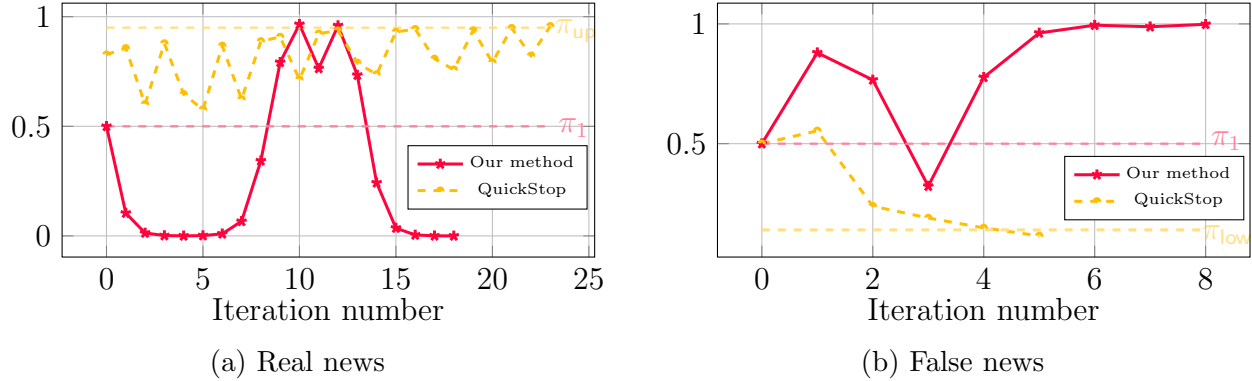 1
0.5
0
π_up
π_1
Our method
QuickStop
0 5 10 15 20 25
Iteration number
(a) Real news
1
0.5
π_1
Our method
QuickStop
π_low
0 2 4 6 8
Iteration number
(b) False news